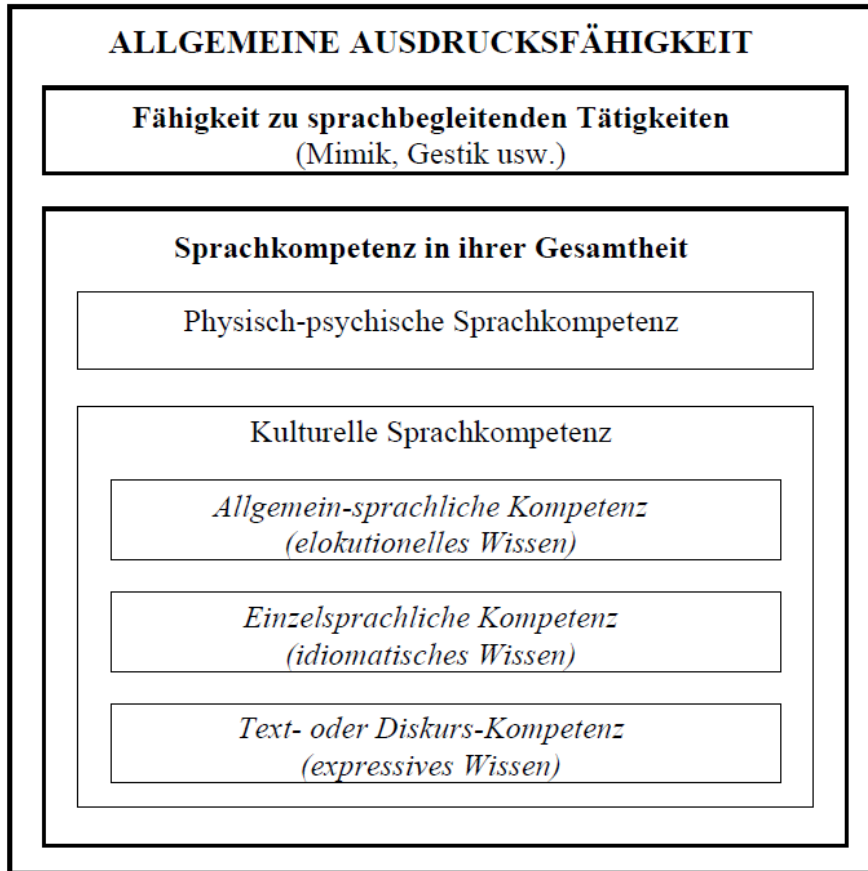 ALLGEMEINE AUSDRUCKSFÄHIGKEIT
Fähigkeit zu sprachbegleitenden Tätigkeiten
(Mimik, Gestik usw.)
Sprachkompetenz in ihrer Gesamtheit
Physisch-psychische Sprachkompetenz
Kulturelle Sprachkompetenz
Allgemein-sprachliche Kompetenz
(elokutionelles Wissen)
Einzelsprachliche Kompetenz
(idiomatisches Wissen)
Text- oder Diskurs-Kompetenz
(expressives Wissen)